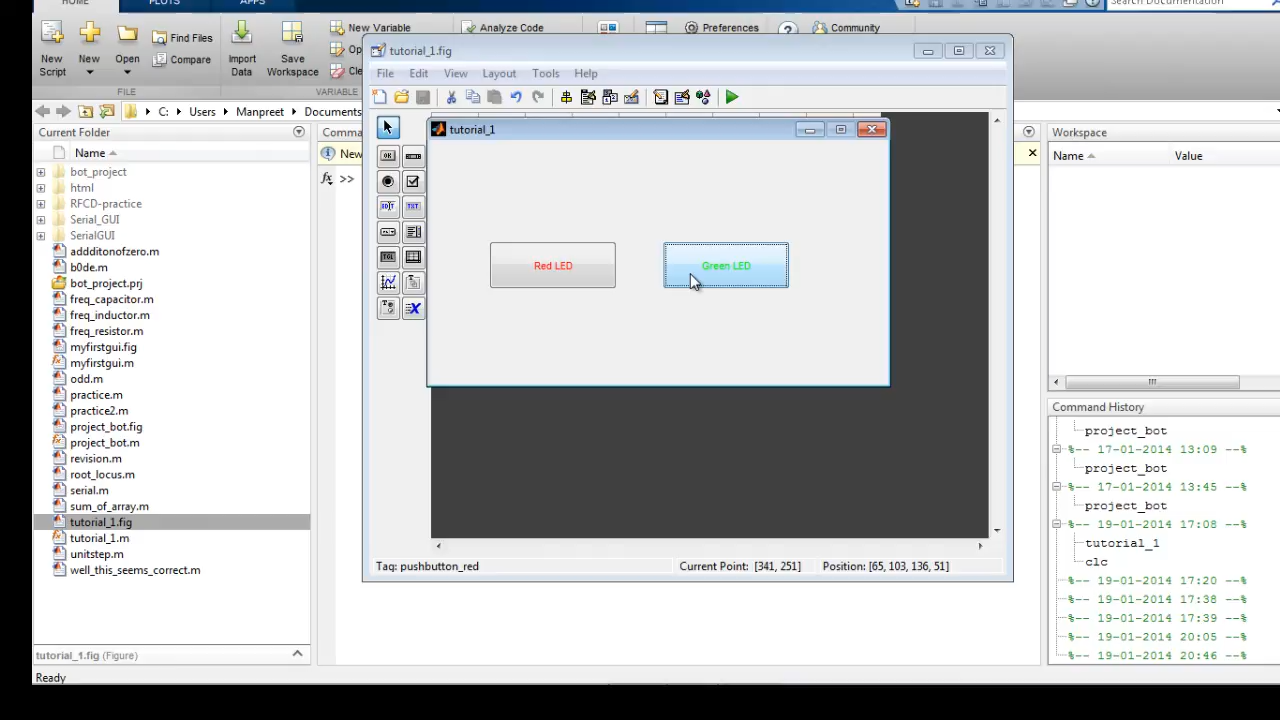 HOME PLOTS APPS Search Documentation
New Script
New
Open
Find Files
Compare
Import Data
Save Workspace
New Variable
Analyze Code
Preferences
Community
FILE VARIABLE
C: Users Manpreet Documents
Current Folder
Name
bot_project
html
RFCD-practice
Serial_GUI
SerialGUI
addditonofzero.m
b0de.m
bot_project.prj
freq_capacitor.m
freq_inductor.m
freq_resistor.m
myfirstgui.fig
myfirstgui.m
odd.m
practice.m
practice2.m
project_bot.fig
project_bot.m
revision.m
root_locus.m
serial.m
sum_of_array.m
tutorial_1.fig
tutorial_1.m
unitstep.m
well_this_seems_correct.m
tutorial_1.fig (Figure)
Ready
Comma
New
fx >>
tutorial_1.fig
File Edit View Layout Tools Help
tutorial_1
OK
EDIT TXT
TGL
Red LED
Green LED
Tag: pushbutton_red Current Point: [341, 251] Position: [65, 103, 136, 51]
Workspace
Name Value
Command History
project_bot
%-- 17-01-2014 13:09 --%
project_bot
%-- 17-01-2014 13:45 --%
project_bot
%-- 19-01-2014 17:08 --%
tutorial_1
clc
%-- 19-01-2014 17:20 --%
%-- 19-01-2014 17:38 --%
%-- 19-01-2014 17:39 --%
%-- 19-01-2014 20:05 --%
%-- 19-01-2014 20:46 --%